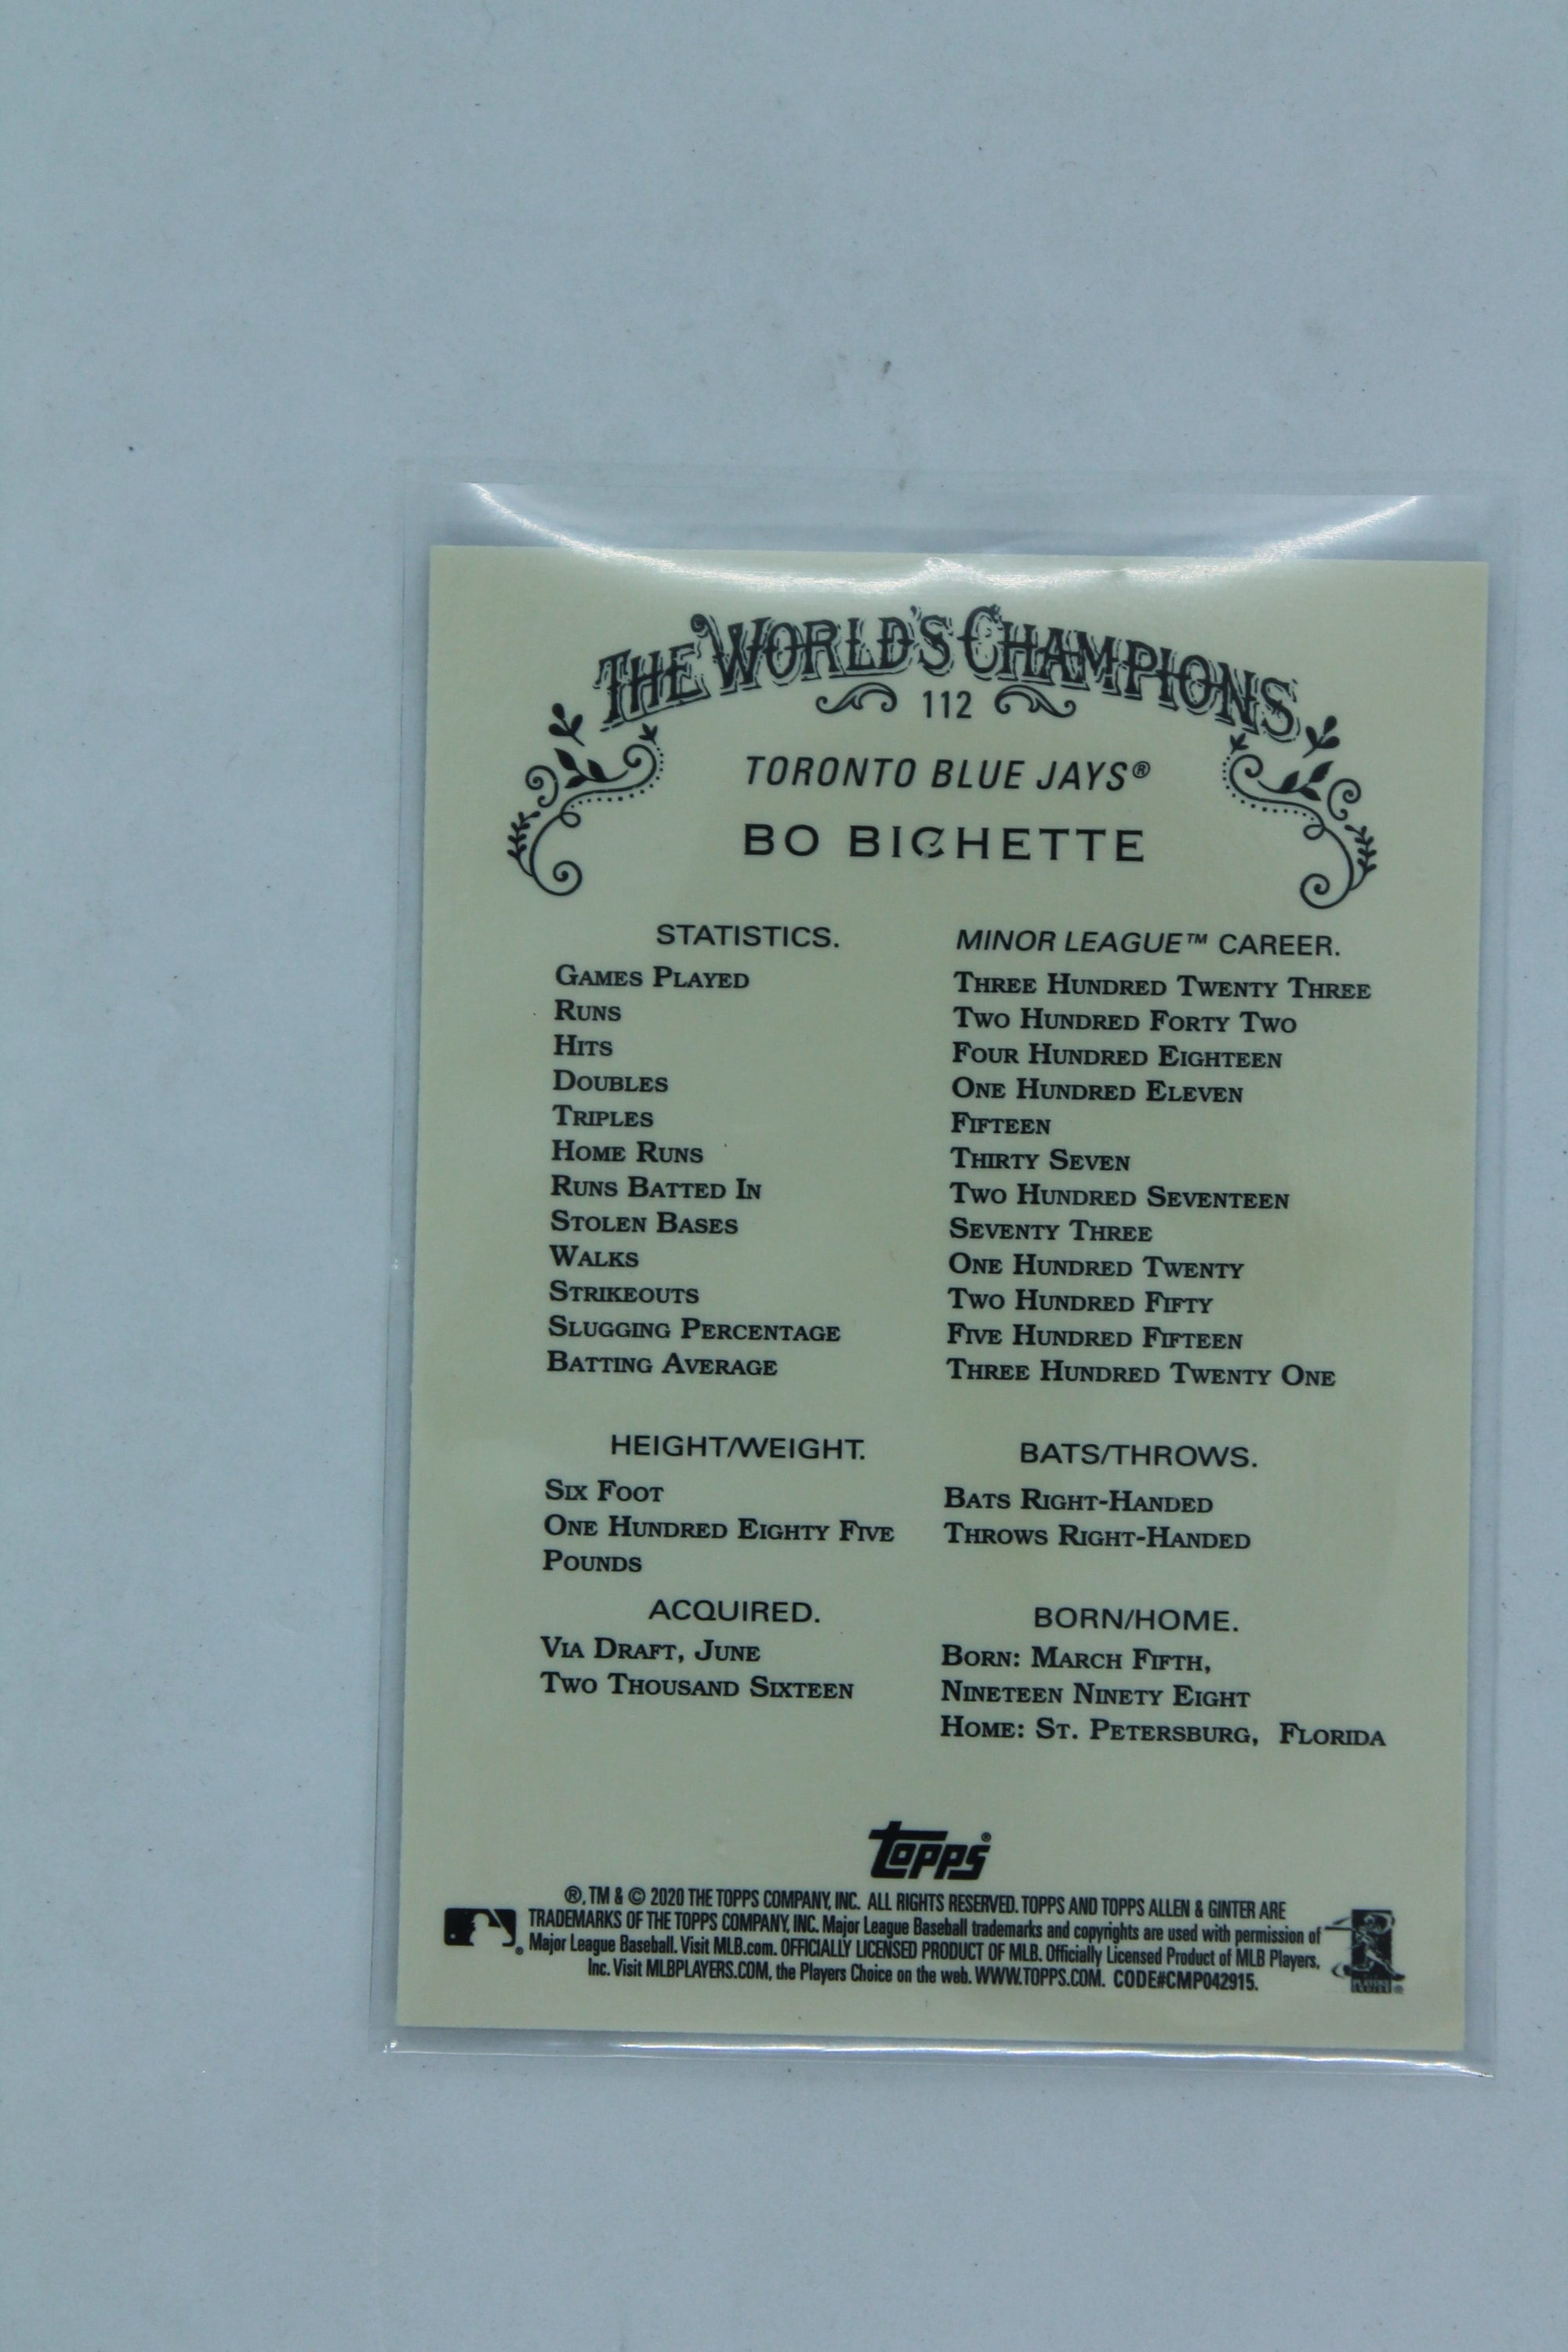 THE WORLD'S CHAMPIONS
112
TORONTO BLUE JAYS®
BO BICHETTE
STATISTICS. MINOR LEAGUE™ CAREER.
GAMES PLAYED THREE HUNDRED TWENTY THREE
RUNS TWO HUNDRED FORTY TWO
HITS FOUR HUNDRED EIGHTEEN
DOUBLES ONE HUNDRED ELEVEN
TRIPLES FIFTEEN
HOME RUNS THIRTY SEVEN
RUNS BATTED IN TWO HUNDRED SEVENTEEN
STOLEN BASES SEVENTY THREE
WALKS ONE HUNDRED TWENTY
STRIKEOUTS TWO HUNDRED FIFTY
SLUGGING PERCENTAGE FIVE HUNDRED FIFTEEN
BATTING AVERAGE THREE HUNDRED TWENTY ONE
HEIGHT/WEIGHT.
SIX FOOT
ONE HUNDRED EIGHTY FIVE
POUNDS
BATS/THROWS.
BATS RIGHT-HANDED
THROWS RIGHT-HANDED
ACQUIRED.
VIA DRAFT, JUNE
TWO THOUSAND SIXTEEN
BORN/HOME.
BORN: MARCH FIFTH,
NINETEEN NINETY EIGHT
HOME: ST. PETERSBURG, FLORIDA
topps®
®, TM & © 2020 THE TOPPS COMPANY, INC. ALL RIGHTS RESERVED. TOPPS AND TOPPS ALLEN & GINTER ARE
TRADEMARKS OF THE TOPPS COMPANY, INC. Major League Baseball trademarks and copyrights are used with permission of
Major League Baseball. Visit MLB.com. OFFICIALLY LICENSED PRODUCT OF MLB. Officially Licensed Product of MLB Players,
Inc. Visit MLBPLAYERS.COM, the Players Choice on the web. WWW.TOPPS.COM. CODE#CMP042915.